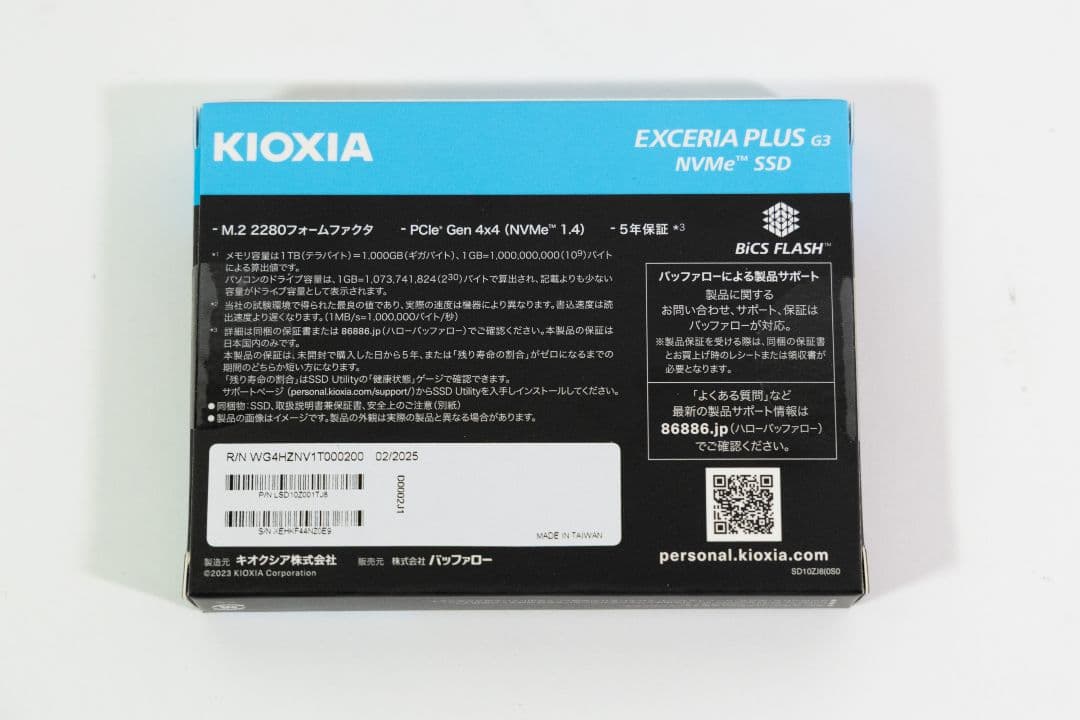 KIOXIA
EXCERIA PLUS G3
NVMe™ SSD
- M.2 2280フォームファクタ - PCIe® Gen 4x4 (NVMe™ 1.4) - 5年保証 *3
BiCS FLASH™
*1 メモリ容量は1TB(テラバイト)=1,000GB(ギガバイト)、1GB=1,000,000,000(10⁹)バイト
による算出値です。
パソコンのドライブ容量は、1GB=1,073,741,824(2³⁰)バイトで算出され、記載よりも少ない
容量がドライブ容量として表示されます。
*2 当社の試験環境で得られた最良の値であり、実際の速度は機器により異なります。書込速度は読
出速度より遅くなります。(1MB/s=1,000,000バイト/秒)
*3 詳細は同梱の保証書または 86886.jp(ハローバッファロー)でご確認ください。本製品の保証は
日本国内のみです。
本製品の保証は、未開封で購入した日から5年、または「残り寿命の割合」がゼロになるまでの
期間のどちらか短い方になります。
「残り寿命の割合」はSSD Utilityの「健康状態」ゲージで確認できます。
サポートページ (personal.kioxia.com/support/)からSSD Utilityを入手しインストールしてください。
●同梱物:SSD、取扱説明書兼保証書、安全上のご注意(別紙)
●製品の画像はイメージです。製品の外観は実際の製品と異なる場合があります。
バッファローによる製品サポート
製品に関する
お問い合わせ、サポート、保証は
バッファローが対応。
※製品保証を受ける際は、同梱の保証書
とお買上げ時のレシートまたは領収書が
必要となります。
「よくある質問」など
最新の製品サポート情報は
86886.jp(ハローバッファロー)
でご確認ください。
R/N WG4HZNV1T000200 02/2025
P/N LSD10Z001TJ8
00002J1
S/N XEHKF44NZ0E9
MADE IN TAIWAN
製造元 キオクシア株式会社 販売元 株式会社 バッファロー
©2023 KIOXIA Corporation
personal.kioxia.com
SD10ZJ8(0S0